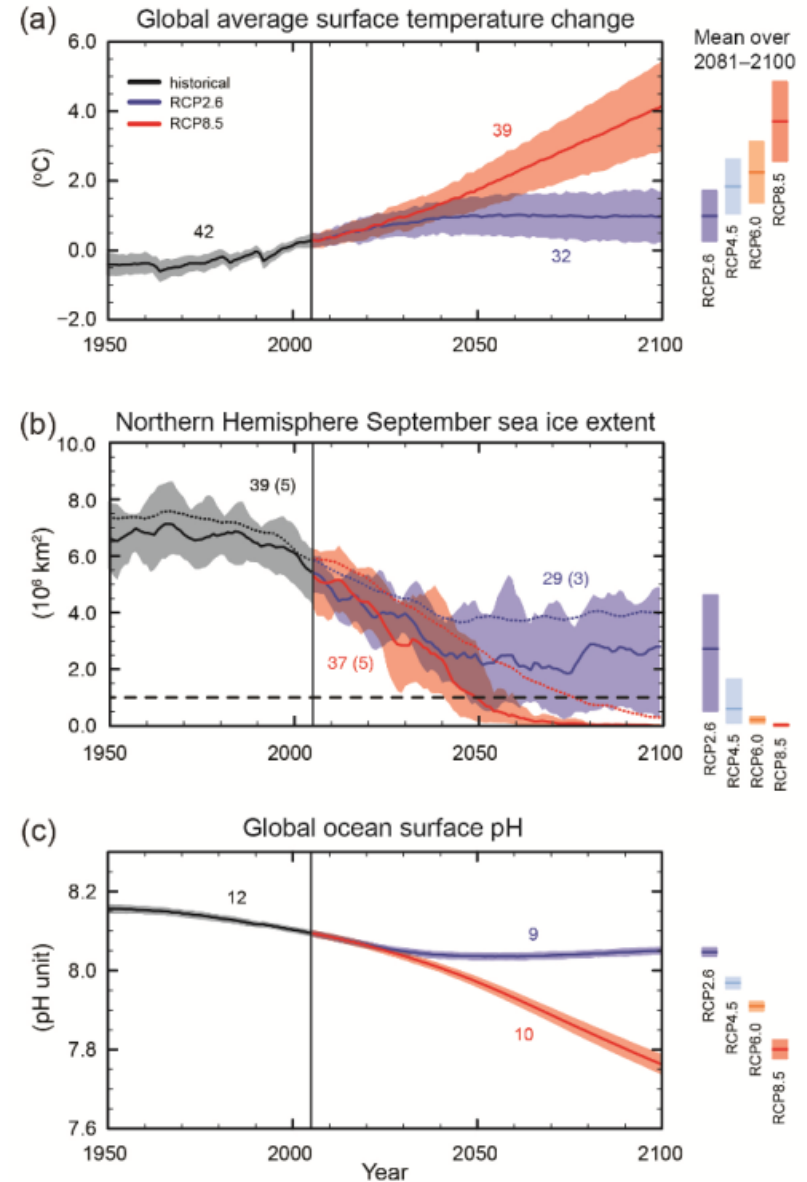 (a) Global average surface temperature change
Mean over
2081–2100
6.0
4.0
2.0
0.0
−2.0
(°C)
historical
RCP2.6
RCP8.5
42
39
32
1950
2000
2050
2100
RCP2.6
RCP4.5
RCP6.0
RCP8.5
(b) Northern Hemisphere September sea ice extent
10.0
8.0
6.0
4.0
2.0
0.0
(10⁶ km²)
39 (5)
29 (3)
37 (5)
1950
2000
2050
2100
RCP2.6
RCP4.5
RCP6.0
RCP8.5
(c) Global ocean surface pH
8.2
8.0
7.8
7.6
(pH unit)
12
9
10
1950
2000
2050
2100
Year
RCP2.6
RCP4.5
RCP6.0
RCP8.5